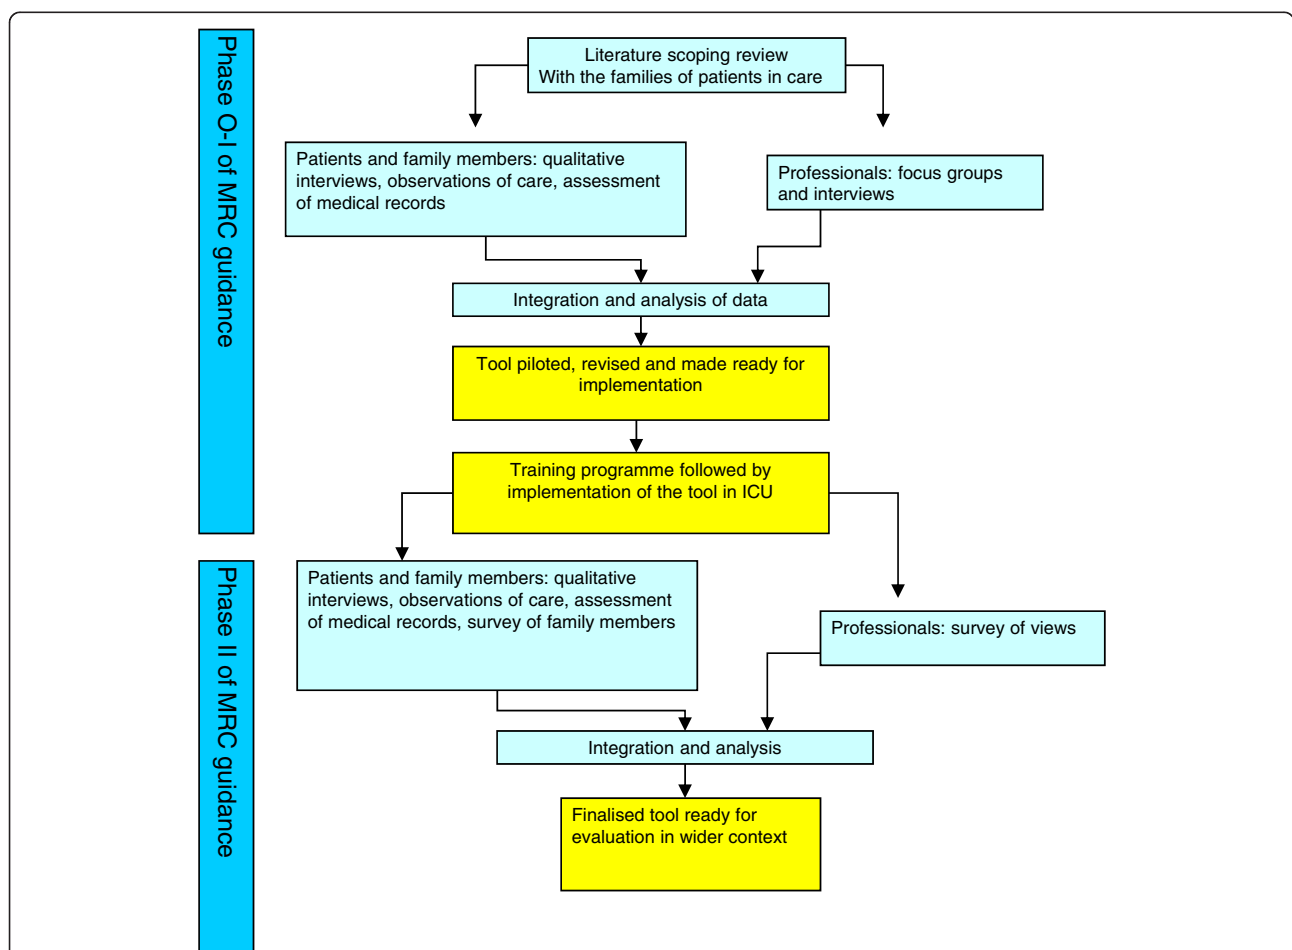 Phase O-I of MRC guidance
Literature scoping review
With the families of patients in care
Patients and family members: qualitative
interviews, observations of care, assessment
of medical records
Professionals: focus groups
and interviews
Integration and analysis of data
Tool piloted, revised and made ready for
implementation
Training programme followed by
implementation of the tool in ICU
Phase II of MRC guidance
Patients and family members: qualitative
interviews, observations of care, assessment
of medical records, survey of family members
Professionals: survey of views
Integration and analysis
Finalised tool ready for
evaluation in wider context